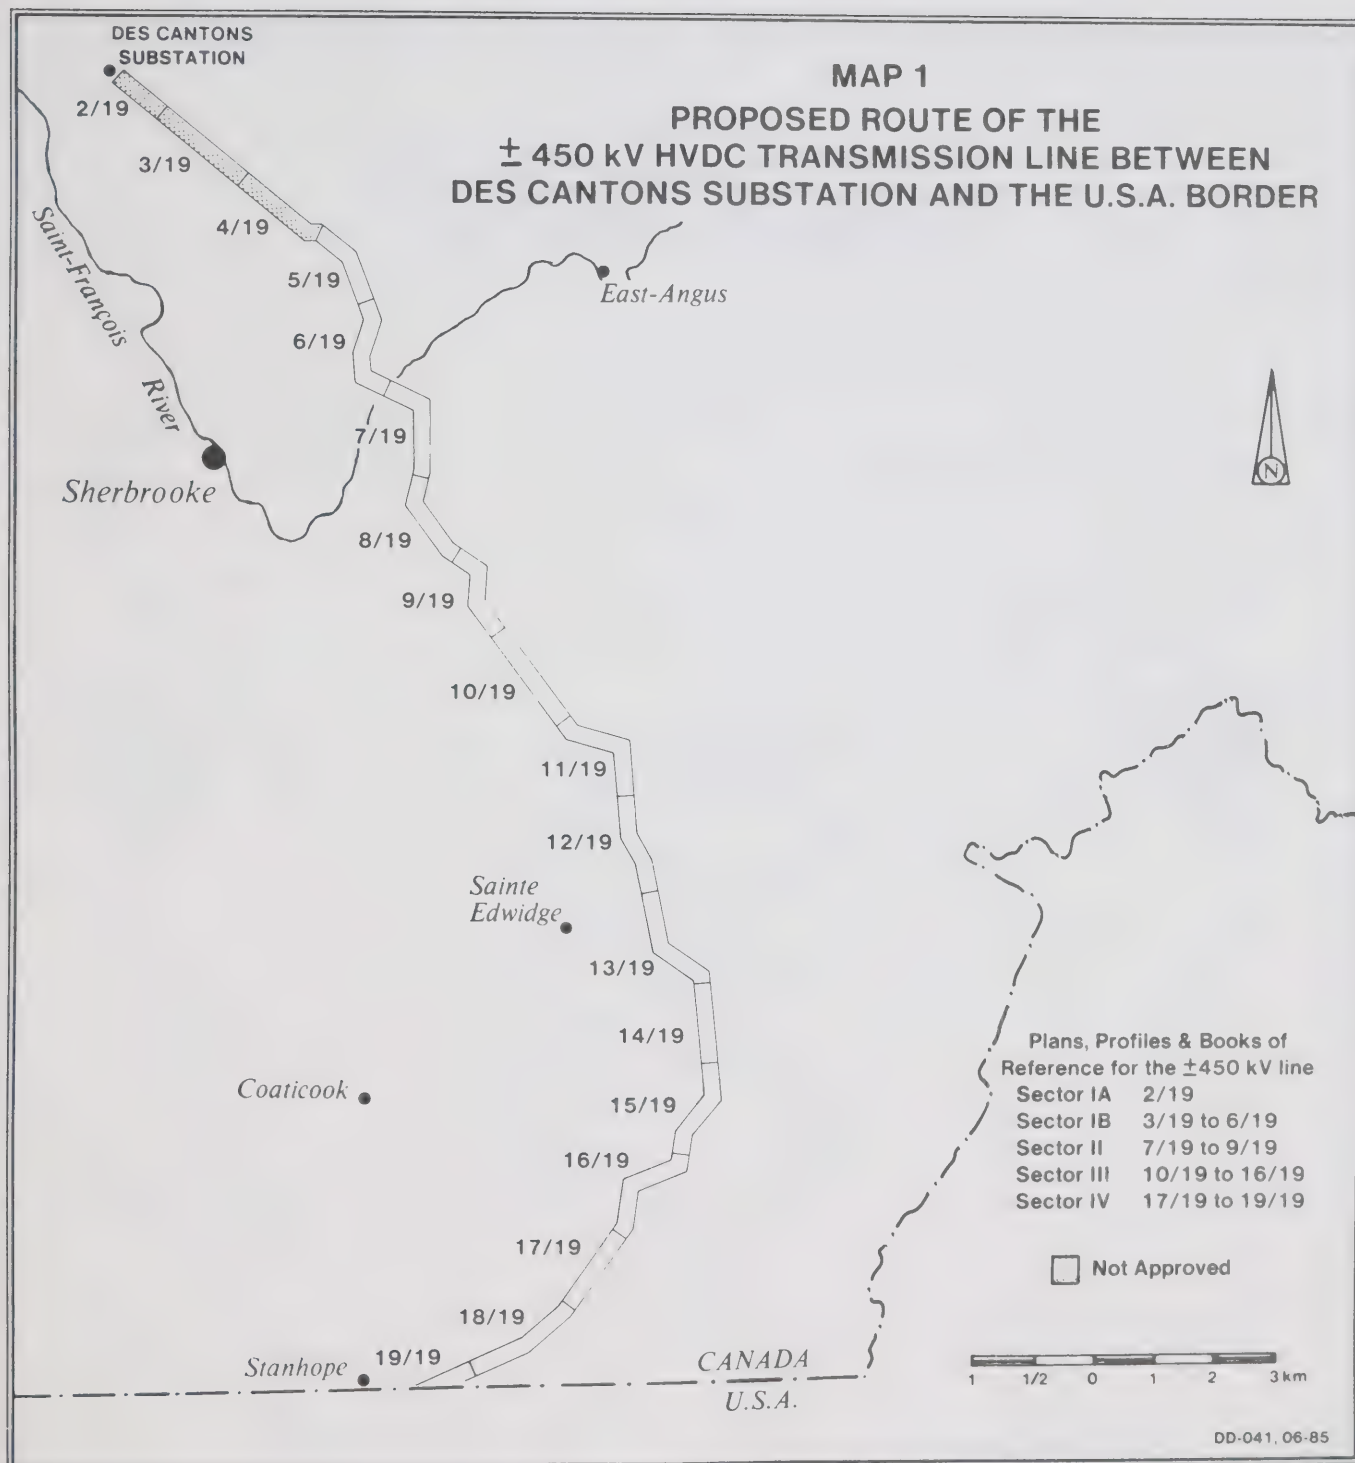 DES CANTONS
SUBSTATION
MAP 1
PROPOSED ROUTE OF THE
± 450 kV HVDC TRANSMISSION LINE BETWEEN
DES CANTONS SUBSTATION AND THE U.S.A. BORDER
2/19
3/19
4/19
Saint-François
River
5/19
East-Angus
6/19
7/19
N
Sherbrooke
8/19
9/19
10/19
11/19
12/19
Sainte
Edwidge
13/19
14/19
Plans, Profiles & Books of
Reference for the ±450 kV line
Sector IA 2/19
Sector IB 3/19 to 6/19
Sector II 7/19 to 9/19
Sector III 10/19 to 16/19
Sector IV 17/19 to 19/19
Coaticook
15/19
16/19
17/19
Not Approved
18/19
19/19
Stanhope
CANADA
U.S.A.
1 1/2 0 1 2 3 km
DD-041, 06-85